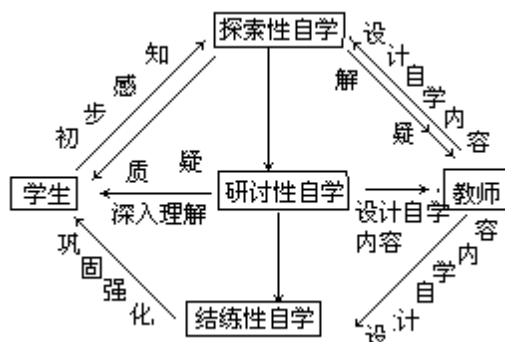 探索性自学
初步感知
设计自学内容
解疑
质疑
学生
研讨性自学
教师
深入理解
设计自学
内容
巩固强化
设计自学内容
结练性自学